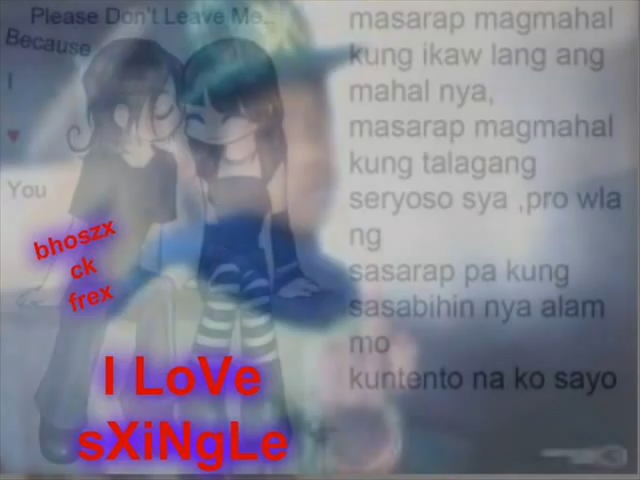 Please Don't Leave Me..
Because
I
♥
You
masarap magmahal
kung ikaw lang ang
mahal nya,
masarap magmahal
kung talagang
seryoso sya ,pro wla
ng
sasarap pa kung
sasabihin nya alam
mo
kuntento na ko sayo
bhoszx
ck
frex
I LoVe
sXiNgLe